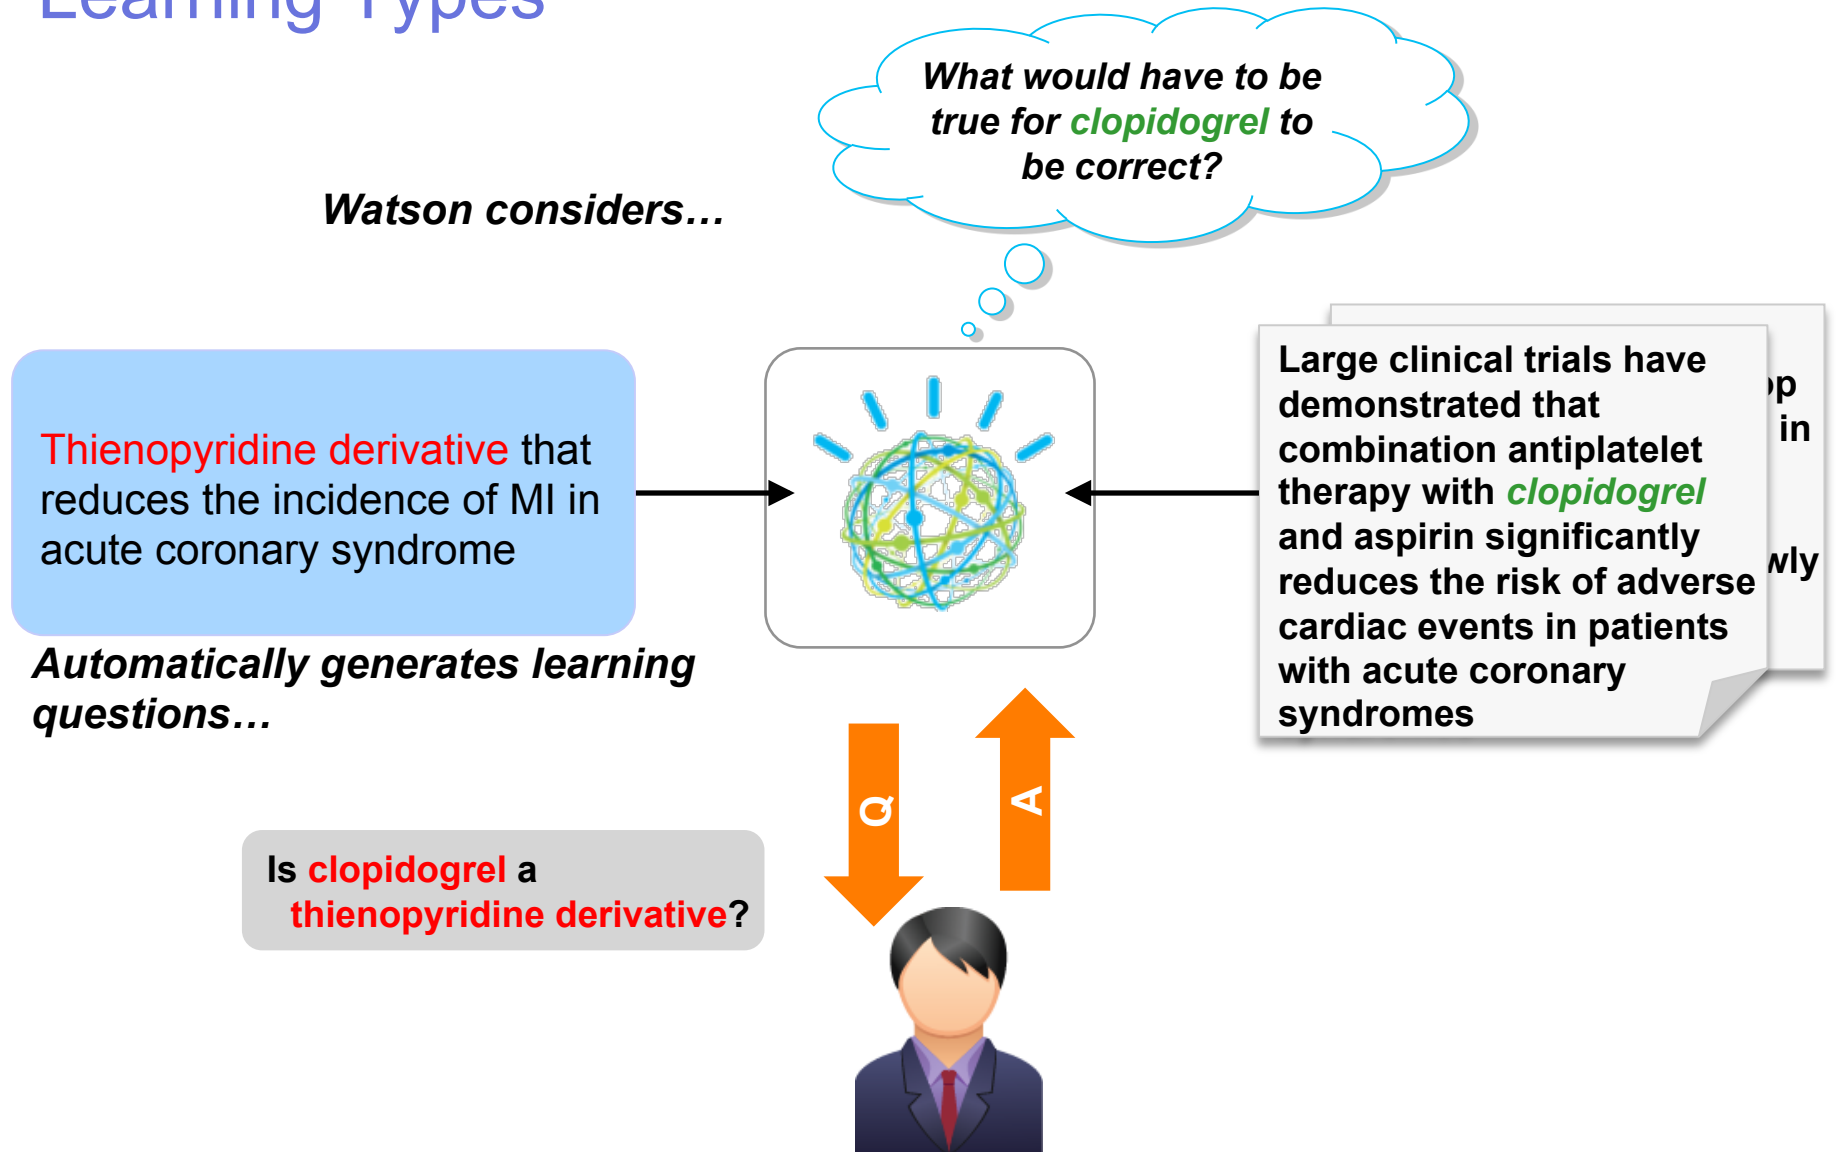 Learning Types
What would have to be
true for clopidogrel to
be correct?
Watson considers…
Thienopyridine derivative that
reduces the incidence of MI in
acute coronary syndrome
Large clinical trials have
demonstrated that
combination antiplatelet
therapy with clopidogrel
and aspirin significantly
reduces the risk of adverse
cardiac events in patients
with acute coronary
syndromes
in
Automatically generates learning
questions…
Q
A
Is clopidogrel a
thienopyridine derivative?